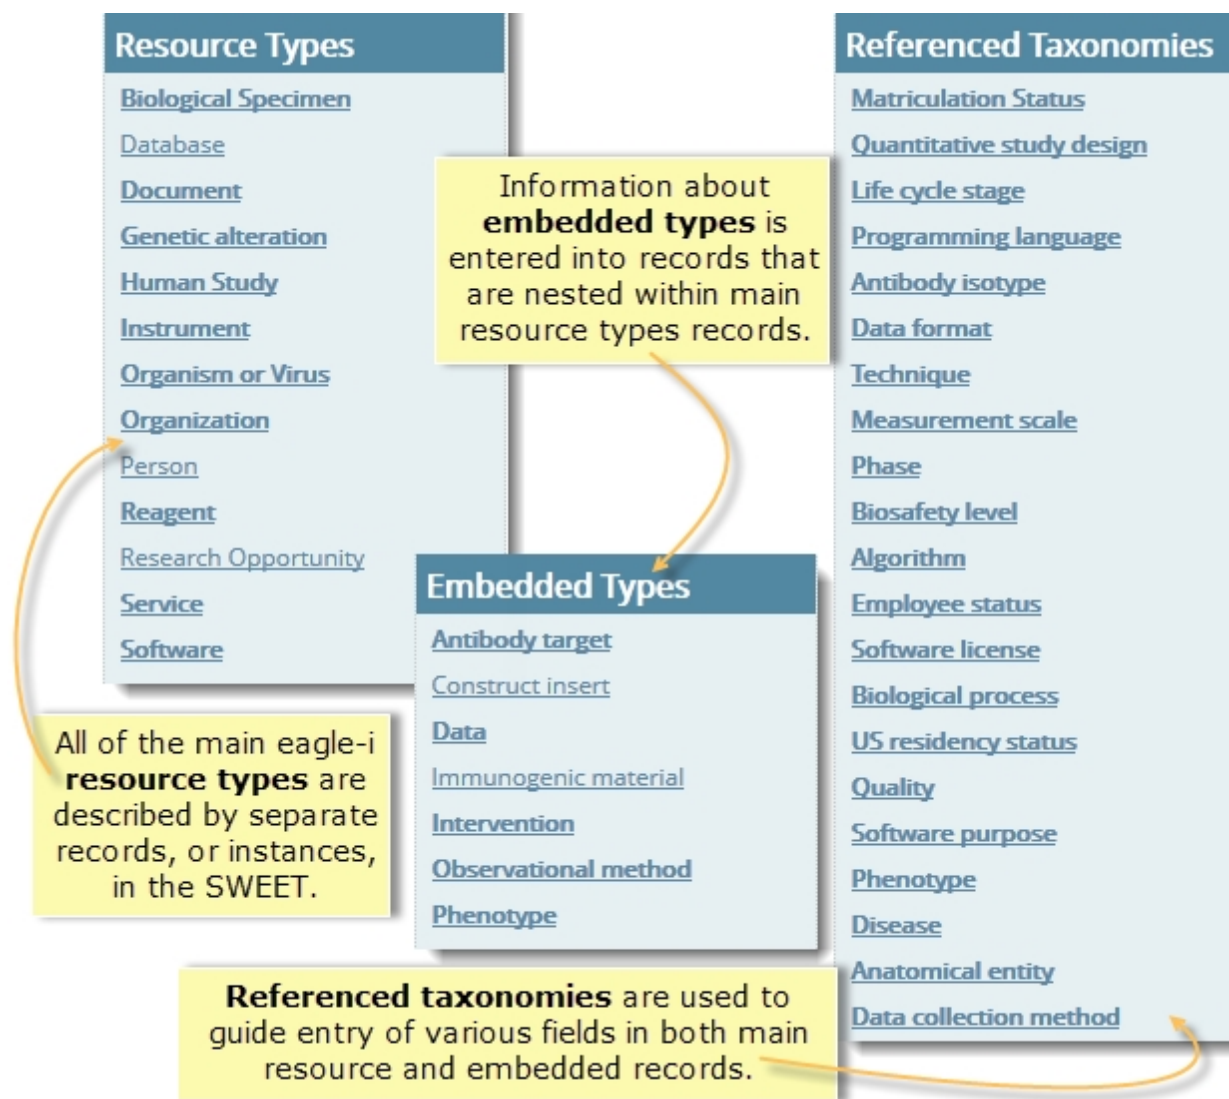 Resource Types
Biological Specimen
Database
Document
Genetic alteration
Human Study
Instrument
Organism or Virus
Organization
Person
Reagent
Research Opportunity
Service
Software
All of the main eagle-i
resource types are
described by separate
records, or instances,
in the SWEET.
Information about
embedded types is
entered into records that
are nested within main
resource types records.
Embedded Types
Antibody target
Construct insert
Data
Immunogenic material
Intervention
Observational method
Phenotype
Referenced Taxonomies
Matriculation Status
Quantitative study design
Life cycle stage
Programming language
Antibody isotype
Data format
Technique
Measurement scale
Phase
Biosafety level
Algorithm
Employee status
Software license
Biological process
US residency status
Quality
Software purpose
Phenotype
Disease
Anatomical entity
Data collection method
Referenced taxonomies are used to
guide entry of various fields in both main
resource and embedded records.